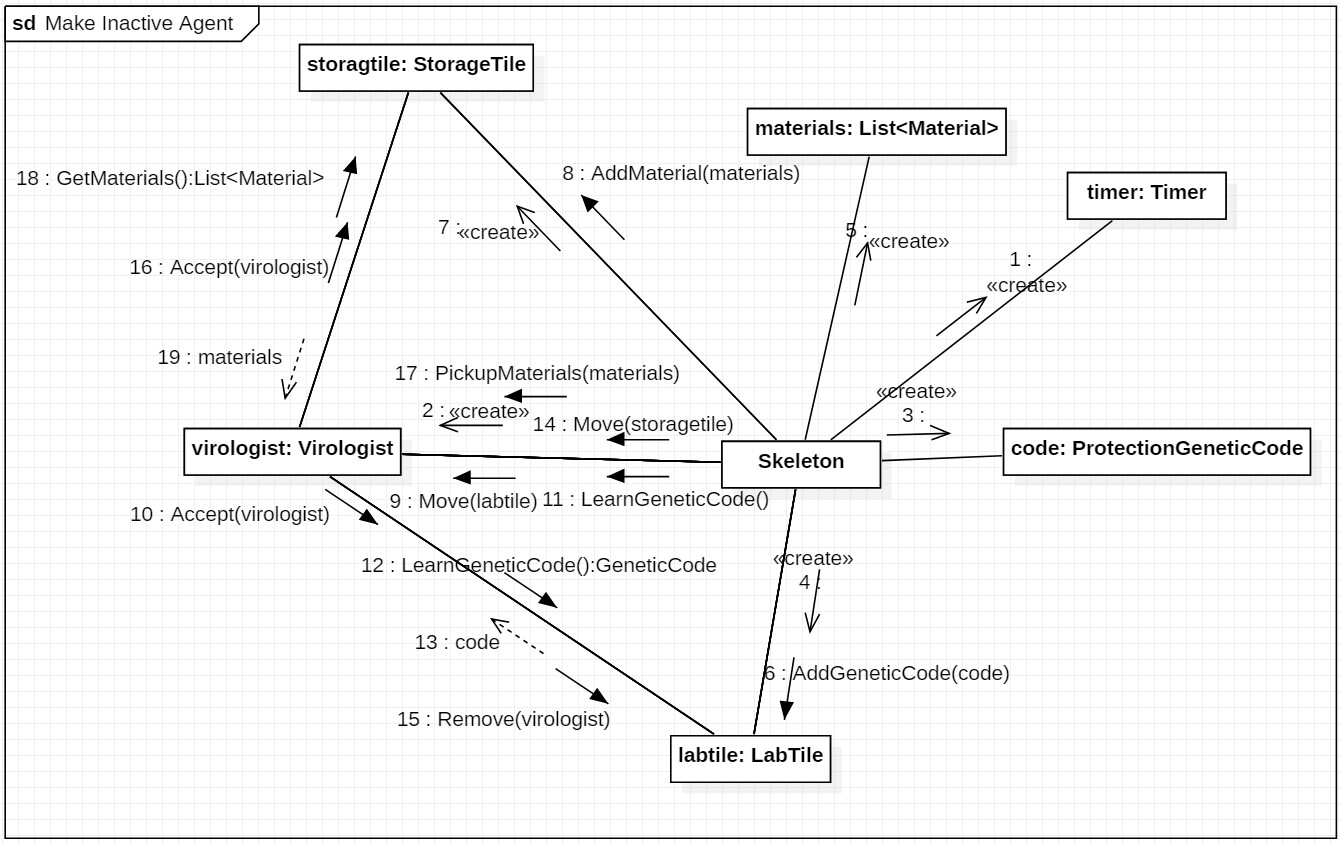 sd Make Inactive Agent
storagtile: StorageTile
materials: List<Material>
18 : GetMaterials():List<Material>
8 : AddMaterial(materials)
timer: Timer
7 :
«create»
5 :
«create»
16 : Accept(virologist)
1 :
«create»
19 : materials
17 : PickupMaterials(materials)
2 :
«create»
14 : Move(storagetile)
«create»
3 :
virologist: Virologist
Skeleton
code: ProtectionGeneticCode
9 : Move(labtile)
11 : LearnGeneticCode()
10 : Accept(virologist)
12 : LearnGeneticCode():GeneticCode
«create»
4 :
13 : code
6 : AddGeneticCode(code)
15 : Remove(virologist)
labtile: LabTile